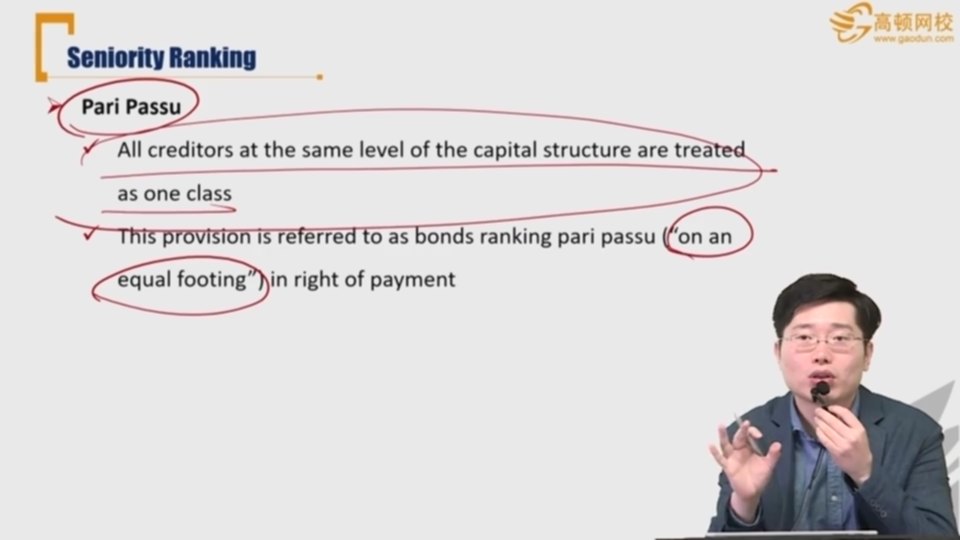 高顿网校
www.gaodun.com
Seniority Ranking
Pari Passu
All creditors at the same level of the capital structure are treated
as one class
This provision is referred to as bonds ranking pari passu (“on an
equal footing”) in right of payment